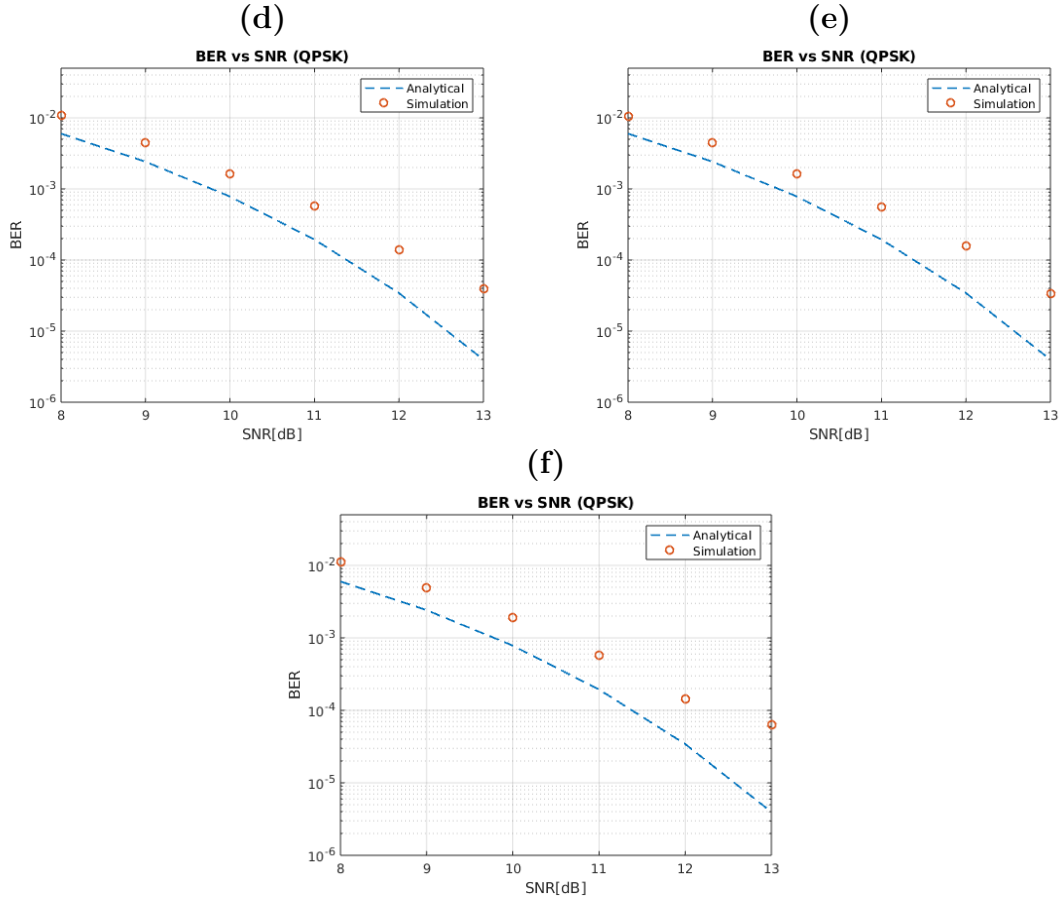 (d)
BER vs SNR (QPSK)
Analytical
Simulation
10^-2
10^-3
10^-4
10^-5
10^-6
BER
8 9 10 11 12 13
SNR[dB]
(e)
BER vs SNR (QPSK)
Analytical
Simulation
10^-2
10^-3
10^-4
10^-5
10^-6
BER
8 9 10 11 12 13
SNR[dB]
(f)
BER vs SNR (QPSK)
Analytical
Simulation
10^-2
10^-3
10^-4
10^-5
10^-6
BER
8 9 10 11 12 13
SNR[dB]